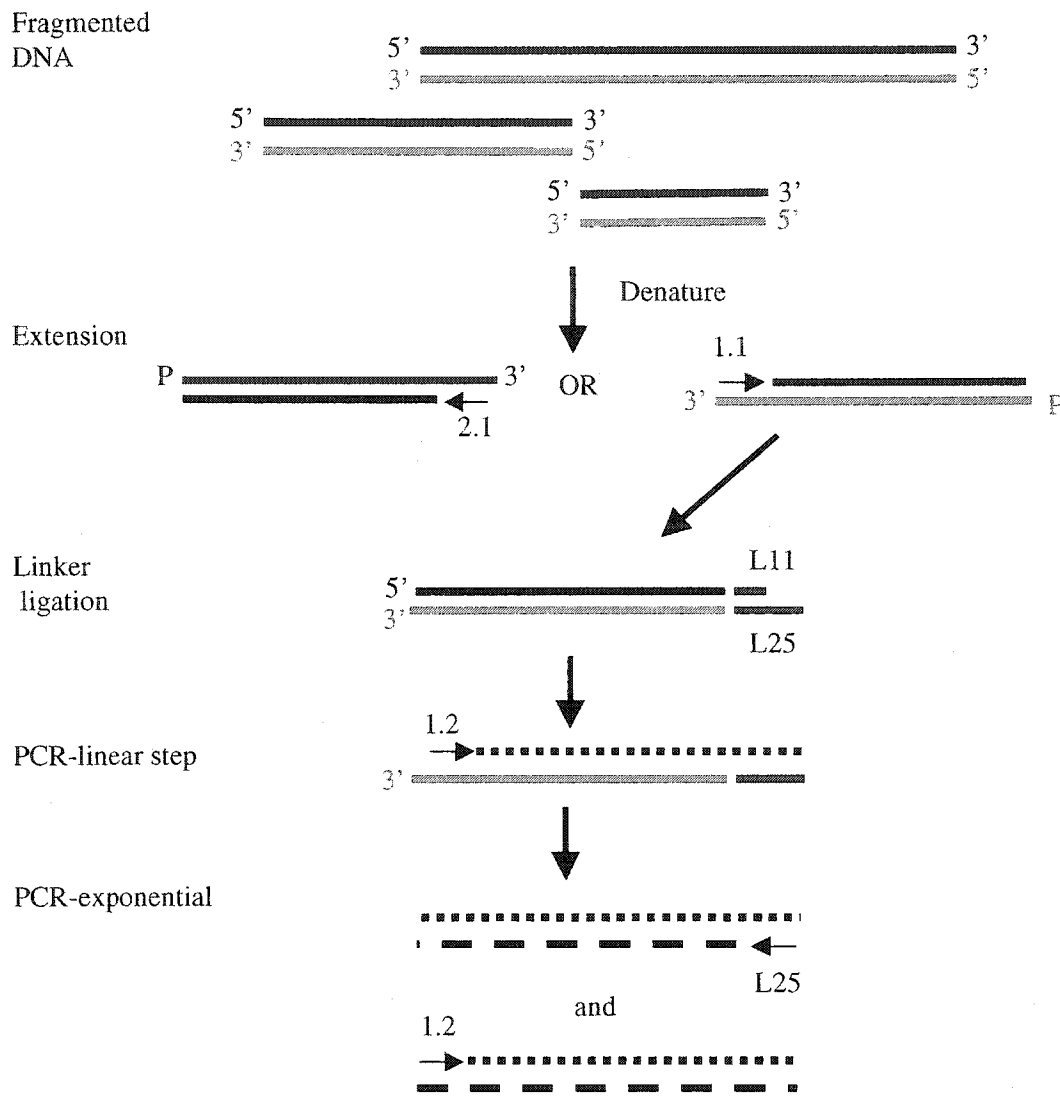 Fragmented
DNA
5’ 3’
3’ 5’
5’ 3’
3’ 5’
5’ 3’
3’ 5’
Denature
Extension
P 3’
2.1
OR
1.1
3’ P
Linker
ligation
L11
5’
3’
L25
PCR-linear step
1.2
3’
PCR-exponential
L25
and
1.2